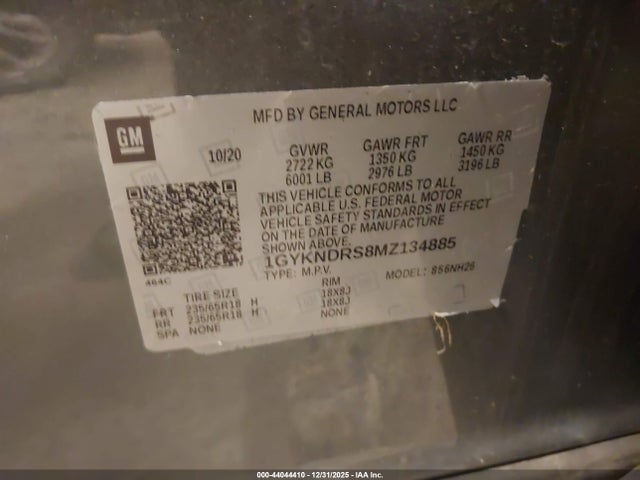 MFD BY GENERAL MOTORS LLC
GM
10/20
GVWR GAWR FRT GAWR RR
2722 KG 1350 KG 1450 KG
6001 LB 2976 LB 3196 LB
THIS VEHICLE CONFORMS TO ALL
APPLICABLE U.S. FEDERAL MOTOR
VEHICLE SAFETY STANDARDS IN EFFECT
ON THE DATE OF MANUFACTURE
SHOWN ABOVE.
1GYKNDRS8MZ134885
TYPE: M.P.V. MODEL: 856NH26
464C
TIRE SIZE RIM
FRT 235/65R18 H 18X8J
RR 235/65R18 H 18X8J
SPA NONE NONE
000-44044410 - 12/31/2025 - IAA Inc.